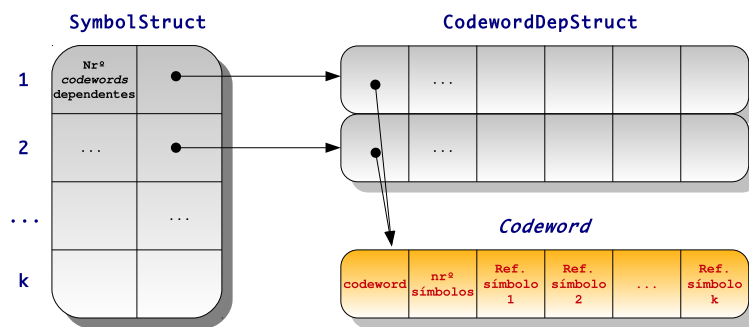 SymbolStruct
CodewordDepStruct
1
Nrº
codewords
dependentes
...
2
...
...
...
...
k
Codeword
codeword
nrº
símbolos
Ref.
símbolo
1
Ref.
símbolo
2
...
Ref.
símbolo
k